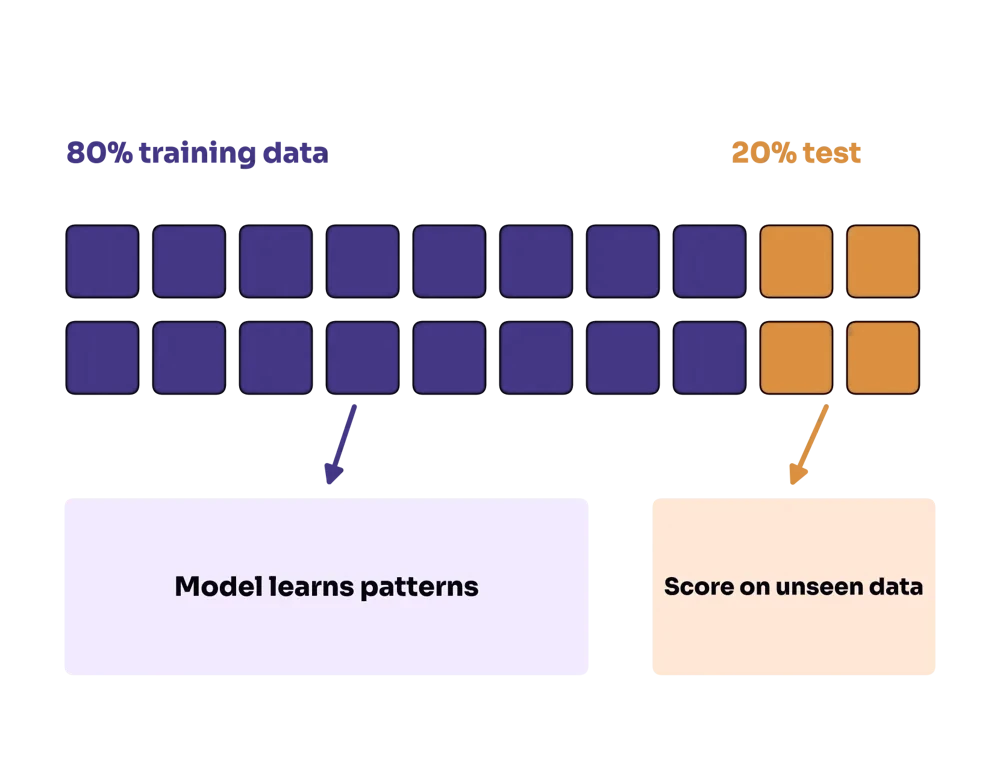 80% training data
20% test
Model learns patterns
Score on unseen data